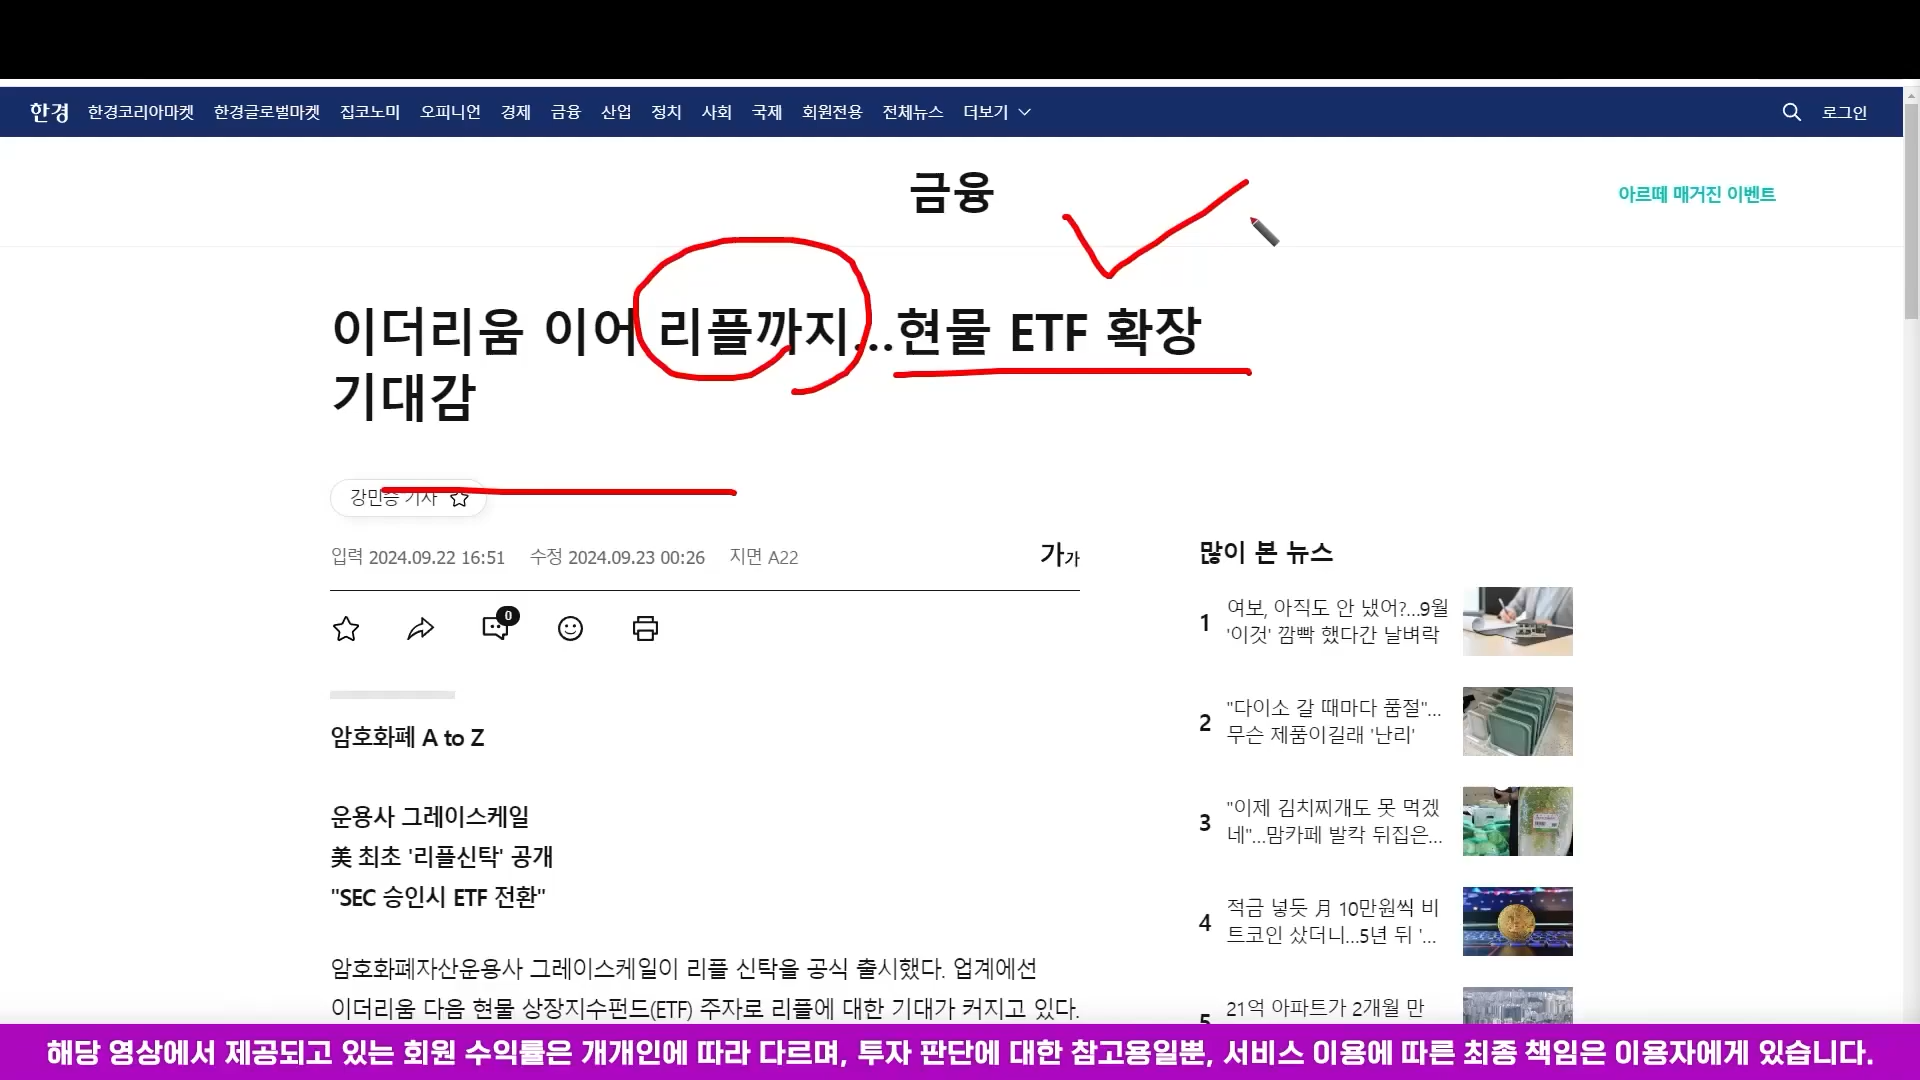 한경 한경코리아마켓 한경글로벌마켓 집코노미 오피니언 경제 금융 산업 정치 사회 국제 회원전용 전체뉴스 더보기 로그인
금융
아르떼 매거진 이벤트
이더리움 이어 리플까지...현물 ETF 확장
기대감
강민승 기자
입력 2024.09.22 16:51 수정 2024.09.23 00:26 지면 A22
가가
0
암호화폐 A to Z
운용사 그레이스케일
美 최초 '리플신탁' 공개
"SEC 승인시 ETF 전환"
암호화폐자산운용사 그레이스케일이 리플 신탁을 공식 출시했다. 업계에선
이더리움 다음 현물 상장지수펀드(ETF) 주자로 리플에 대한 기대가 커지고 있다.
많이 본 뉴스
1 여보, 아직도 안 냈어?...9월
'이것' 깜빡 했다간 날벼락
2 "다이소 갈 때마다 품절"...
무슨 제품이길래 '난리'
3 "이제 김치찌개도 못 먹겠
네"...맘카페 발칵 뒤집은...
4 적금 넣듯 月 10만원씩 비
트코인 샀더니...5년 뒤 '...
5 21억 아파트가 2개월 만
해당 영상에서 제공되고 있는 회원 수익률은 개개인에 따라 다르며, 투자 판단에 대한 참고용일뿐, 서비스 이용에 따른 최종 책임은 이용자에게 있습니다.